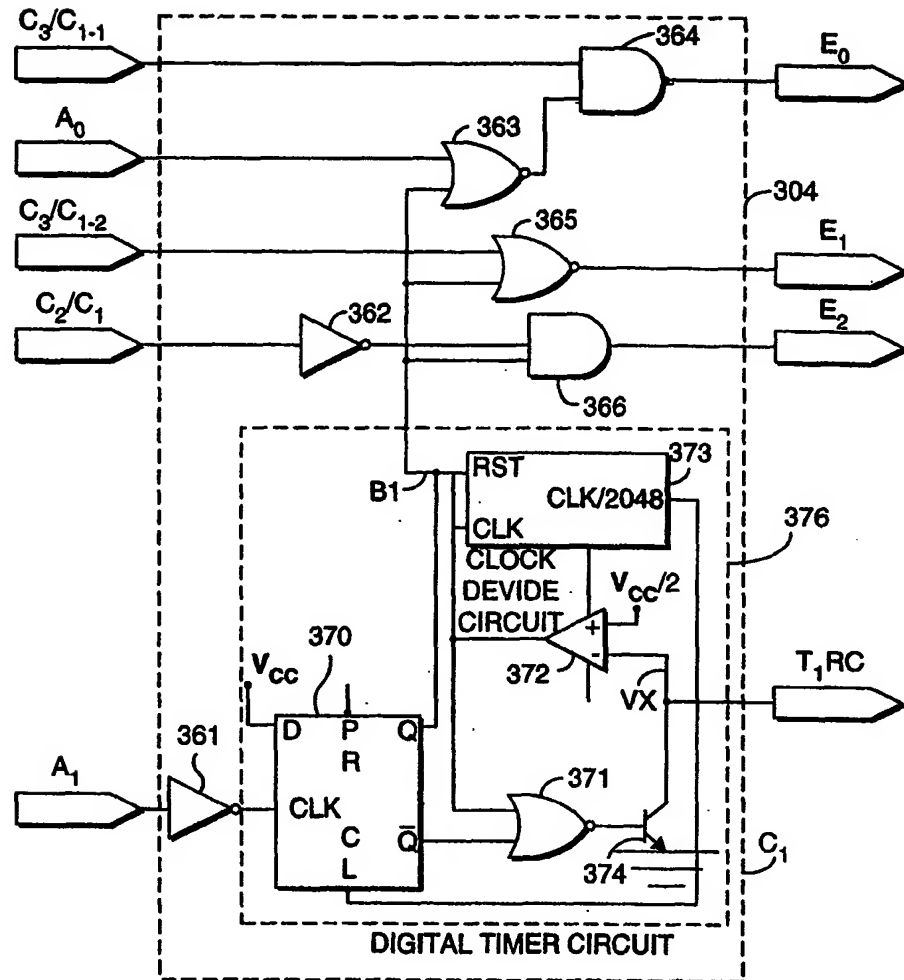 C₃/C₁₋₁
364
E₀
A₀
363
304
C₃/C₁₋₂
365
E₁
C₂/C₁
362
E₂
366
373
B1
RST
CLK/2048
376
CLK
CLOCK
DEVIDE
CIRCUIT
V_CC/2
+
-
372
370
V_CC
VX
T₁RC
D
P
R
Q
361
371
A₁
CLK
C
L
Q̅
374
C₁
DIGITAL TIMER CIRCUIT